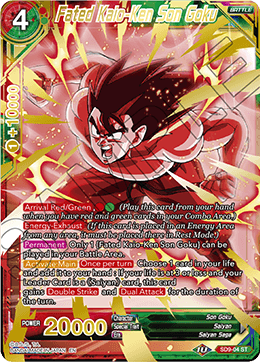 4
Fated Kaio-Ken Son Goku
BATTLE
1 +10000
Arrival Red/Green (Play this card from your hand
when you have red and green cards in your Combo Area.)
Energy-Exhaust (If this card is placed in an Energy Area
from any area, it must be placed there in Rest Mode.)
Permanent Only 1 {Fated Kaio-Ken Son Goku} can be
played in your Battle Area.
Activate:Main Once per turn Choose 1 card in your life
and add it to your hand: If your life is at 3 or less and your
Leader Card is a 《Saiyan》 card, this card
gains Double Strike and Dual Attack for the duration of
the turn.
POWER 20000
Character Son Goku
Special Trait Saiyan
Era Saiyan Saga
BANDAI MADE IN JAPAN EN
SD9-04 ST